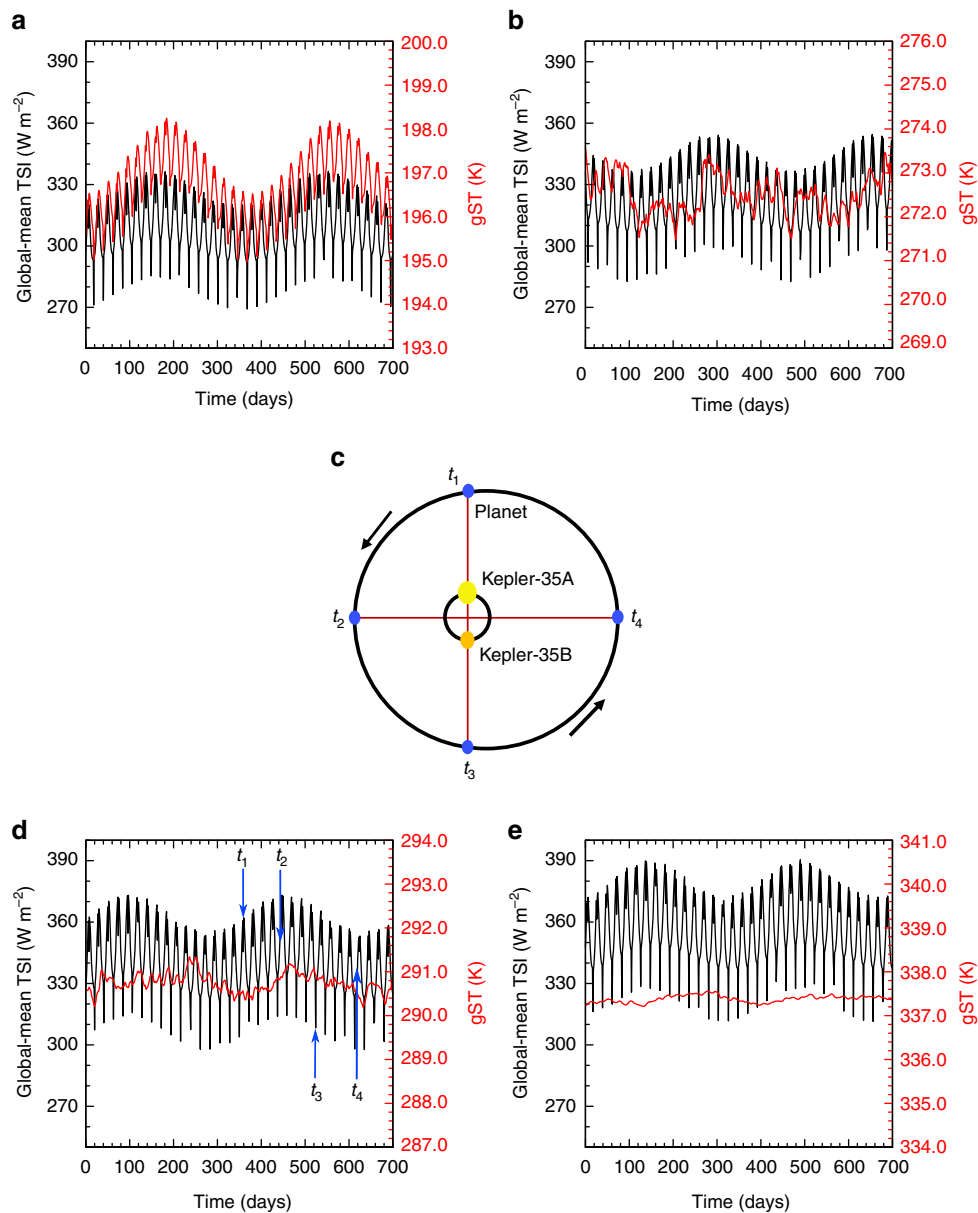 a
Global-mean TSI (W m−2)
390
360
330
300
270
200.0
199.0
198.0
197.0
196.0
195.0
194.0
193.0
gST (K)
0 100 200 300 400 500 600 700
Time (days)
b
Global-mean TSI (W m−2)
390
360
330
300
270
276.0
275.0
274.0
273.0
272.0
271.0
270.0
269.0
gST (K)
0 100 200 300 400 500 600 700
Time (days)
c
t1
Planet
Kepler-35A
t2
t4
Kepler-35B
t3
d
Global-mean TSI (W m−2)
390
360
330
300
270
t1
t2
t3
t4
294.0
293.0
292.0
291.0
290.0
289.0
288.0
287.0
gST (K)
0 100 200 300 400 500 600 700
Time (days)
e
Global-mean TSI (W m−2)
390
360
330
300
270
341.0
340.0
339.0
338.0
337.0
336.0
335.0
334.0
gST (K)
0 100 200 300 400 500 600 700
Time (days)